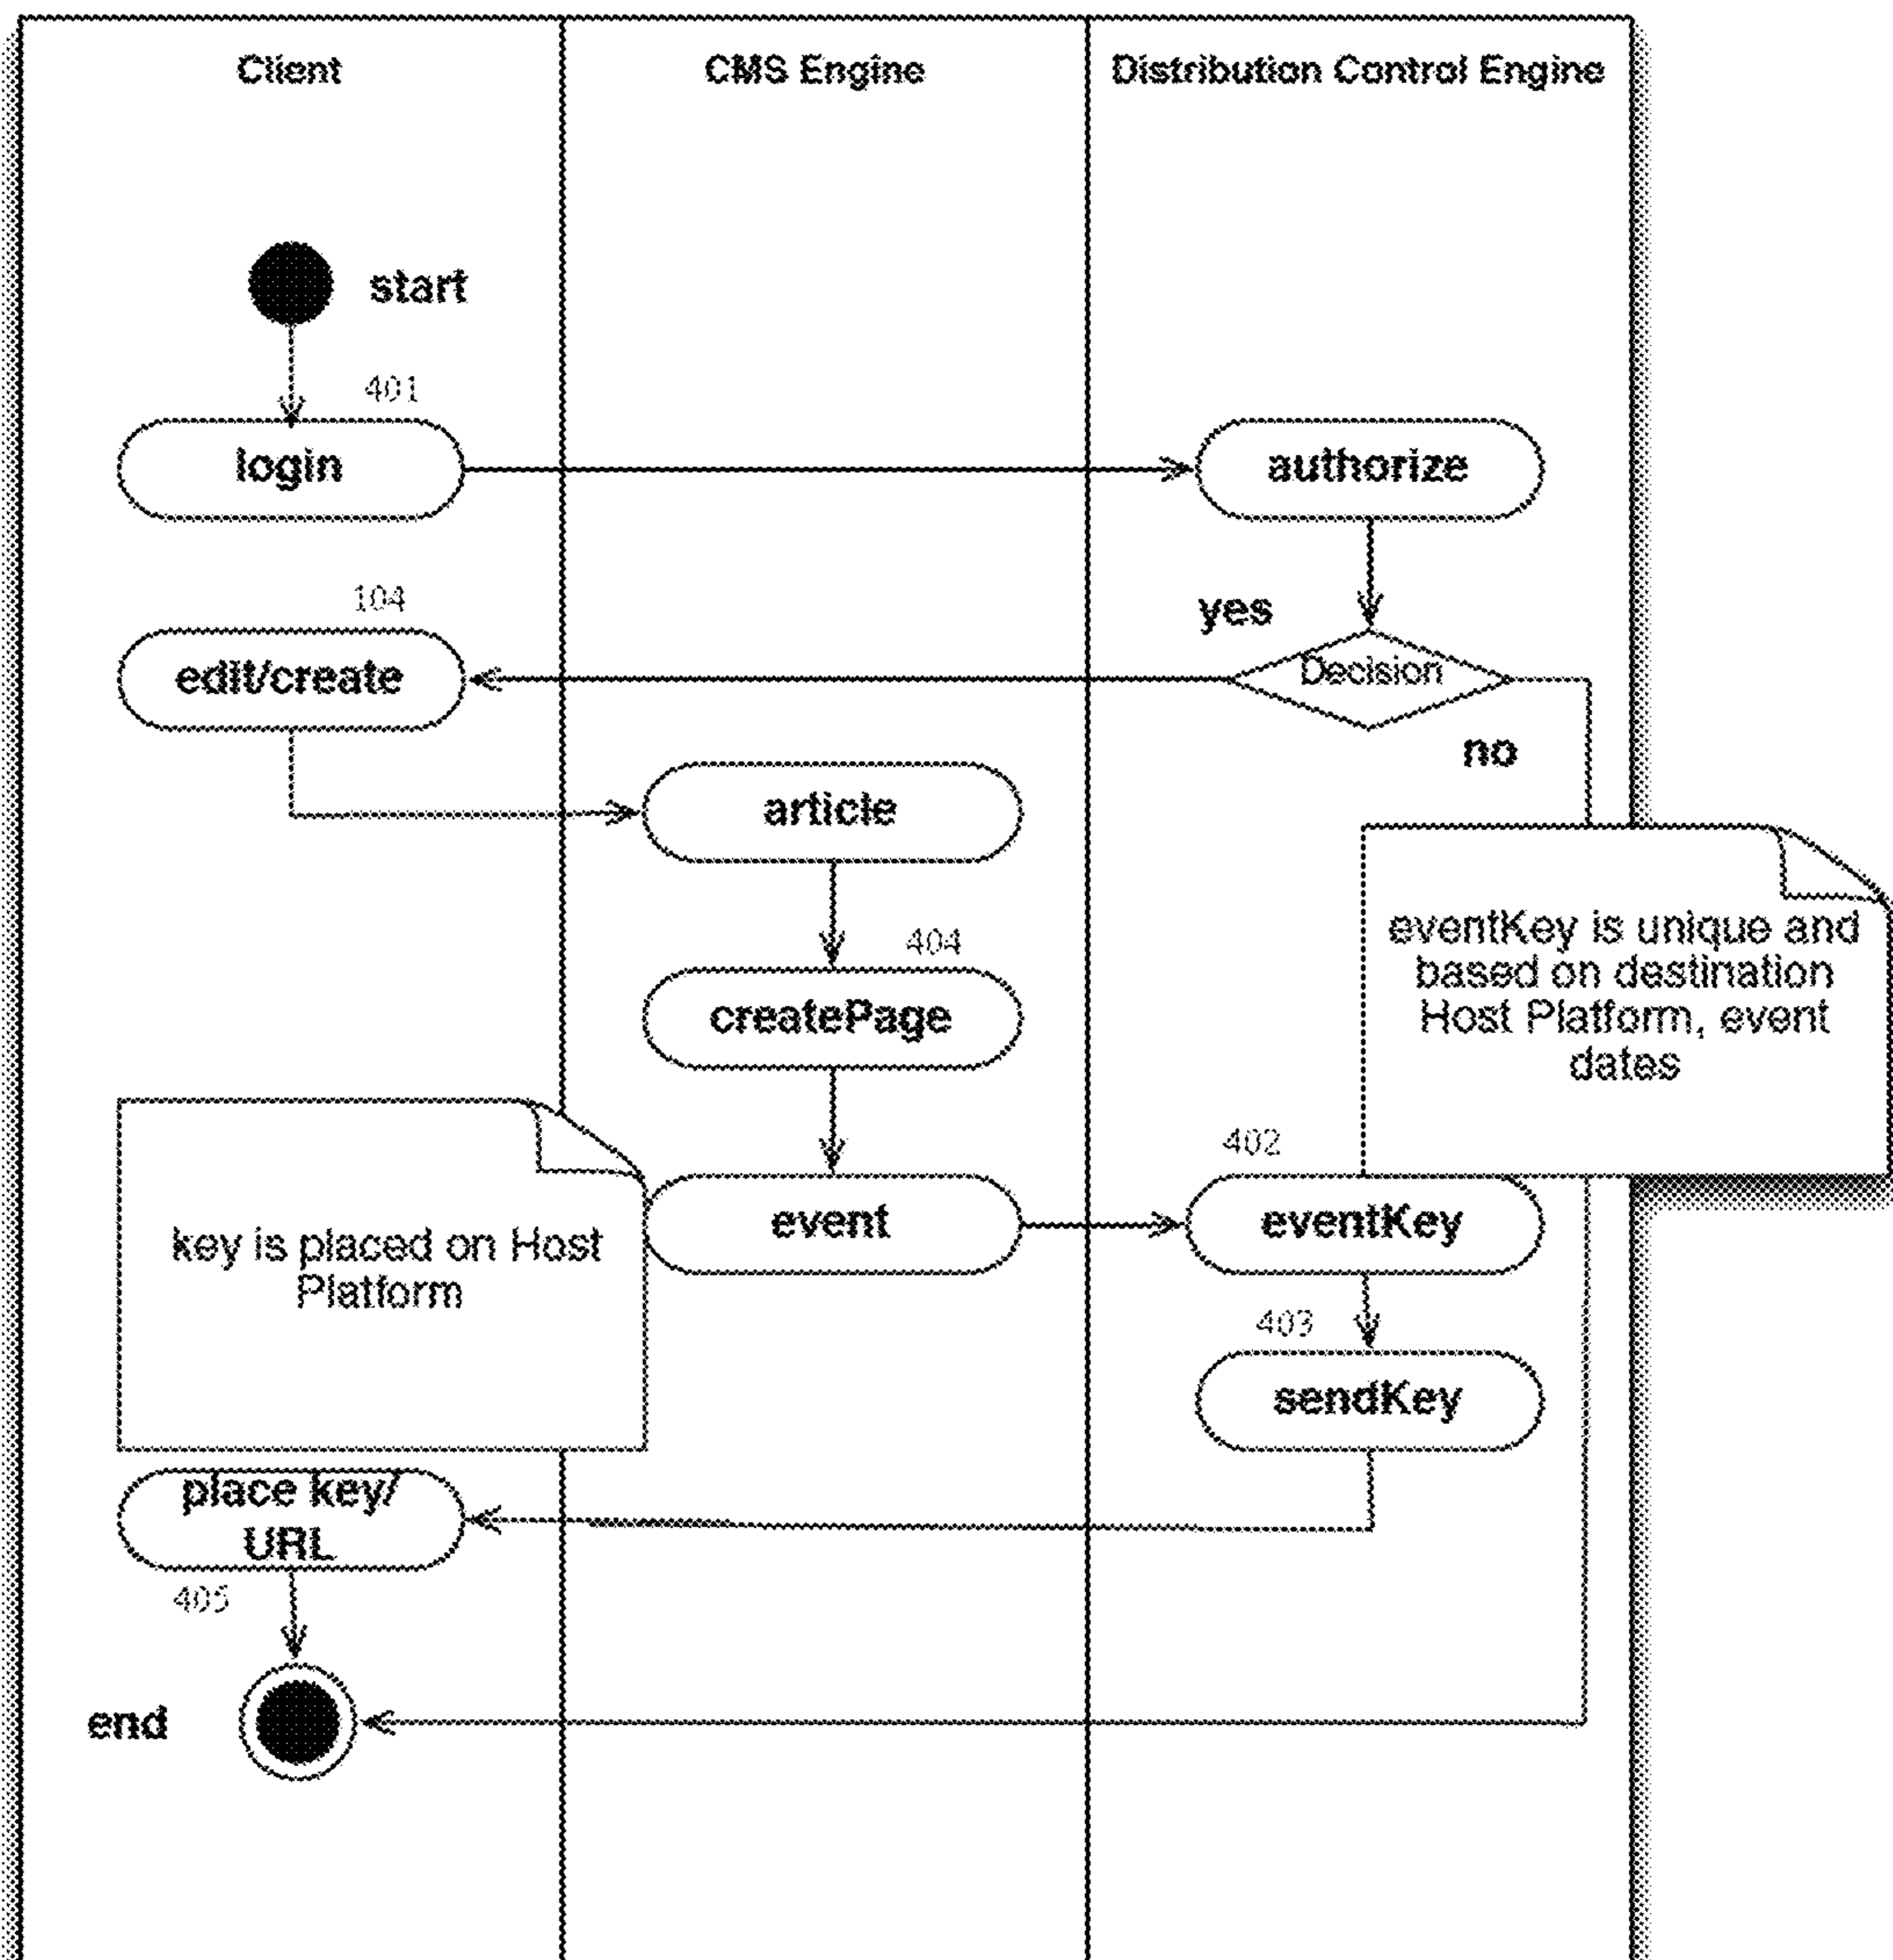 Client
CMS Engine
Distribution Control Engine
start
401
login
authorize
104
yes
edit/create
Decision
no
article
404
createPage
eventKey is unique and
based on destination
Host Platform, event
dates
402
key is placed on Host
Platform
event
eventKey
403
sendKey
place key/
URL
405
end